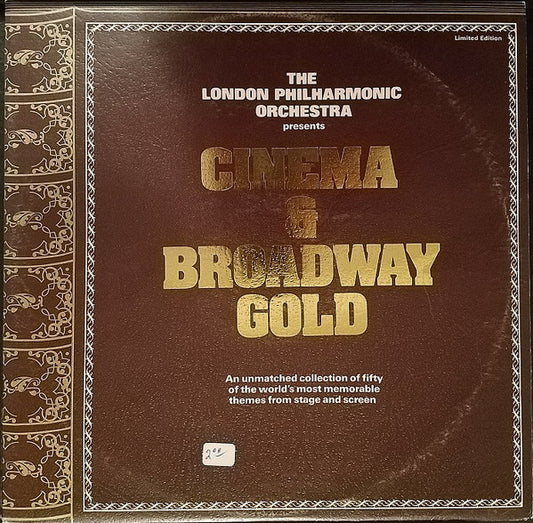 Limited Edition
THE
LONDON PHILHARMONIC
ORCHESTRA
presents
CINEMA
&
BROADWAY
GOLD
An unmatched collection of fifty
of the world's most memorable
themes from stage and screen
2⁰⁰